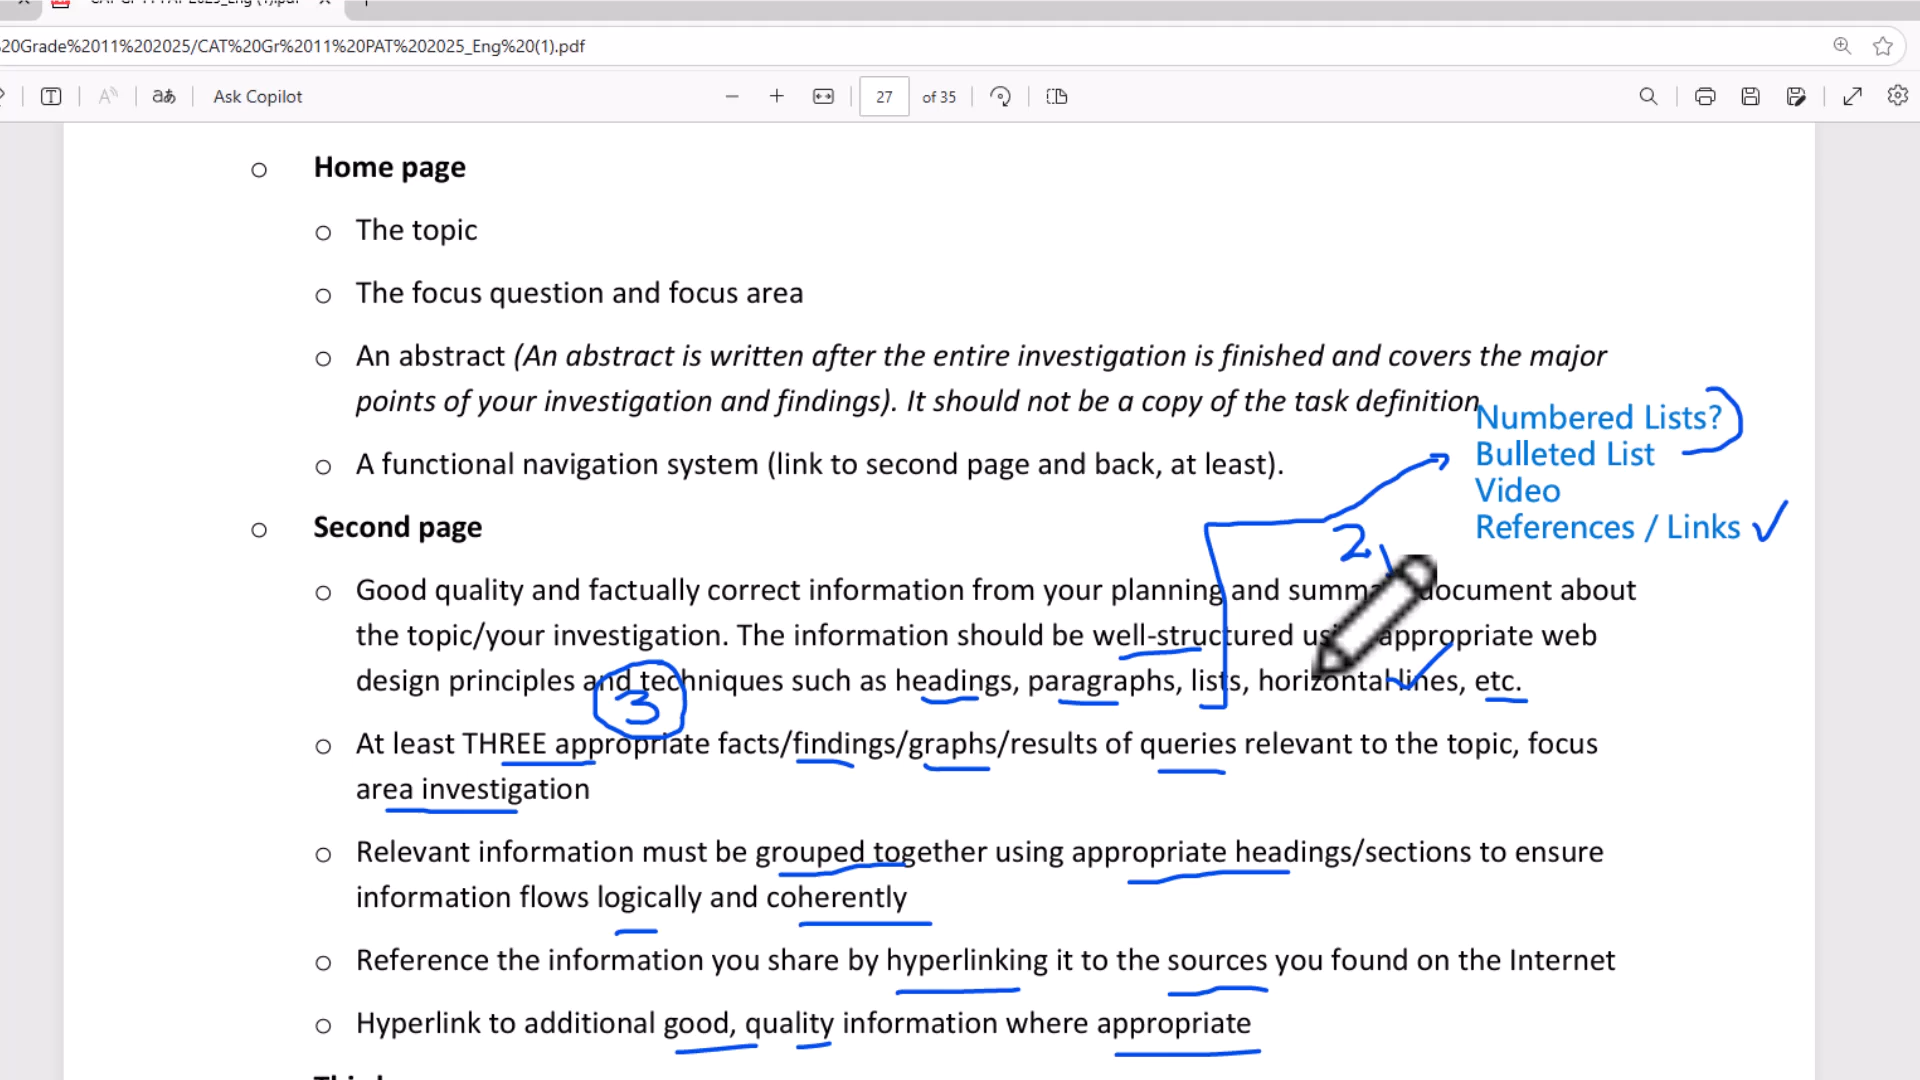 20Grade%2011%202025/CAT%20Gr%2011%20PAT%202025_Eng%20(1).pdf
Ask Copilot
27 of 35
Home page
The topic
The focus question and focus area
An abstract (An abstract is written after the entire investigation is finished and covers the major
points of your investigation and findings). It should not be a copy of the task definition
Numbered Lists?
Bulleted List
A functional navigation system (link to second page and back, at least).
Video
References / Links
Second page
2,
Good quality and factually correct information from your planning and document about
the topic/your investigation. The information should be well-structured appropriate web
design principles and techniques such as headings, paragraphs, lists, horizontal lines, etc.
3
At least THREE appropriate facts/findings/graphs/results of queries relevant to the topic, focus
area investigation
Relevant information must be grouped together using appropriate headings/sections to ensure
information flows logically and coherently
Reference the information you share by hyperlinking it to the sources you found on the Internet
Hyperlink to additional good, quality information where appropriate